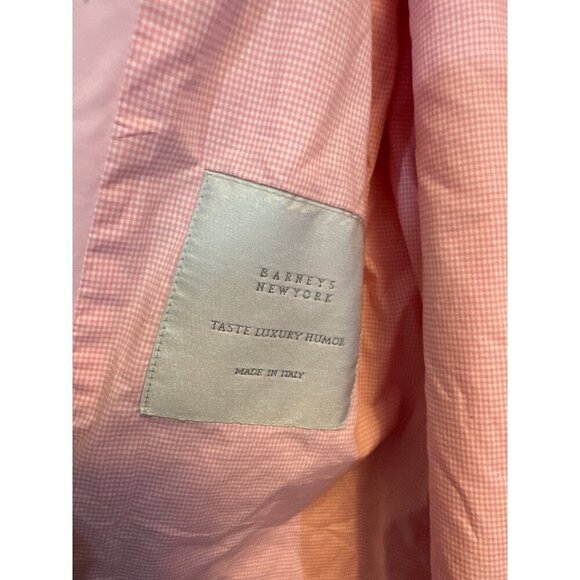 BARNEYS
NEWYORK
TASTE LUXURY HUMOR
MADE IN ITALY